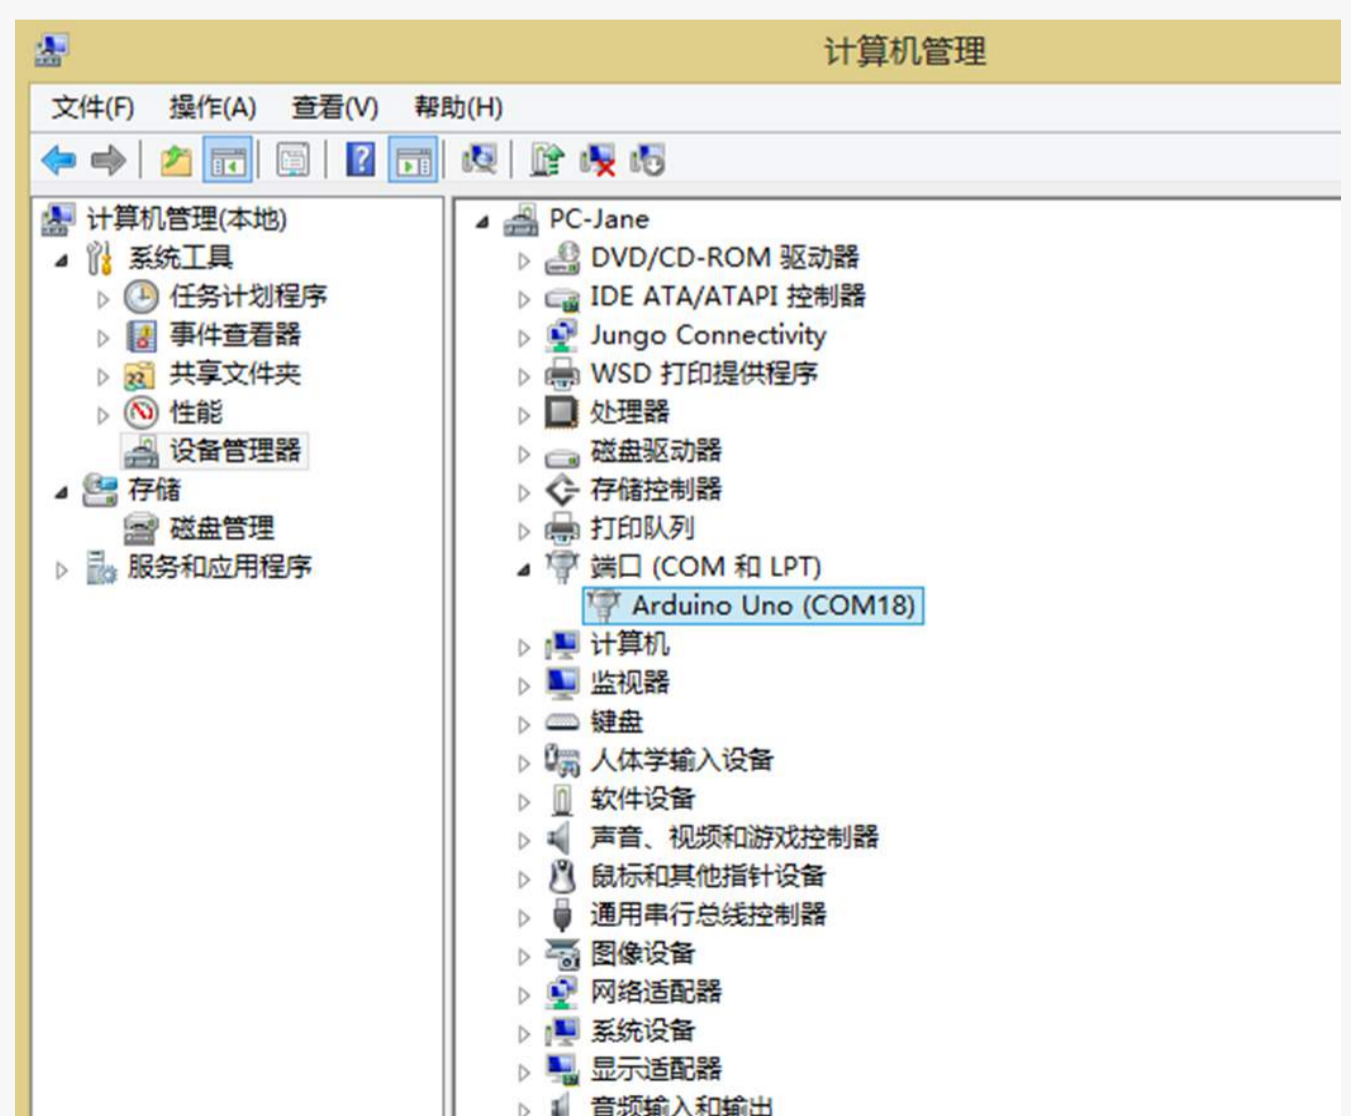 计算机管理
文件(F) 操作(A) 查看(V) 帮助(H)
计算机管理(本地)
系统工具
任务计划程序
事件查看器
共享文件夹
性能
设备管理器
存储
磁盘管理
服务和应用程序
PC-Jane
DVD/CD-ROM 驱动器
IDE ATA/ATAPI 控制器
Jungo Connectivity
WSD 打印提供程序
处理器
磁盘驱动器
存储控制器
打印队列
端口 (COM 和 LPT)
Arduino Uno (COM18)
计算机
监视器
键盘
人体学输入设备
软件设备
声音、视频和游戏控制器
鼠标和其他指针设备
通用串行总线控制器
图像设备
网络适配器
系统设备
显示适配器
音频输入和输出